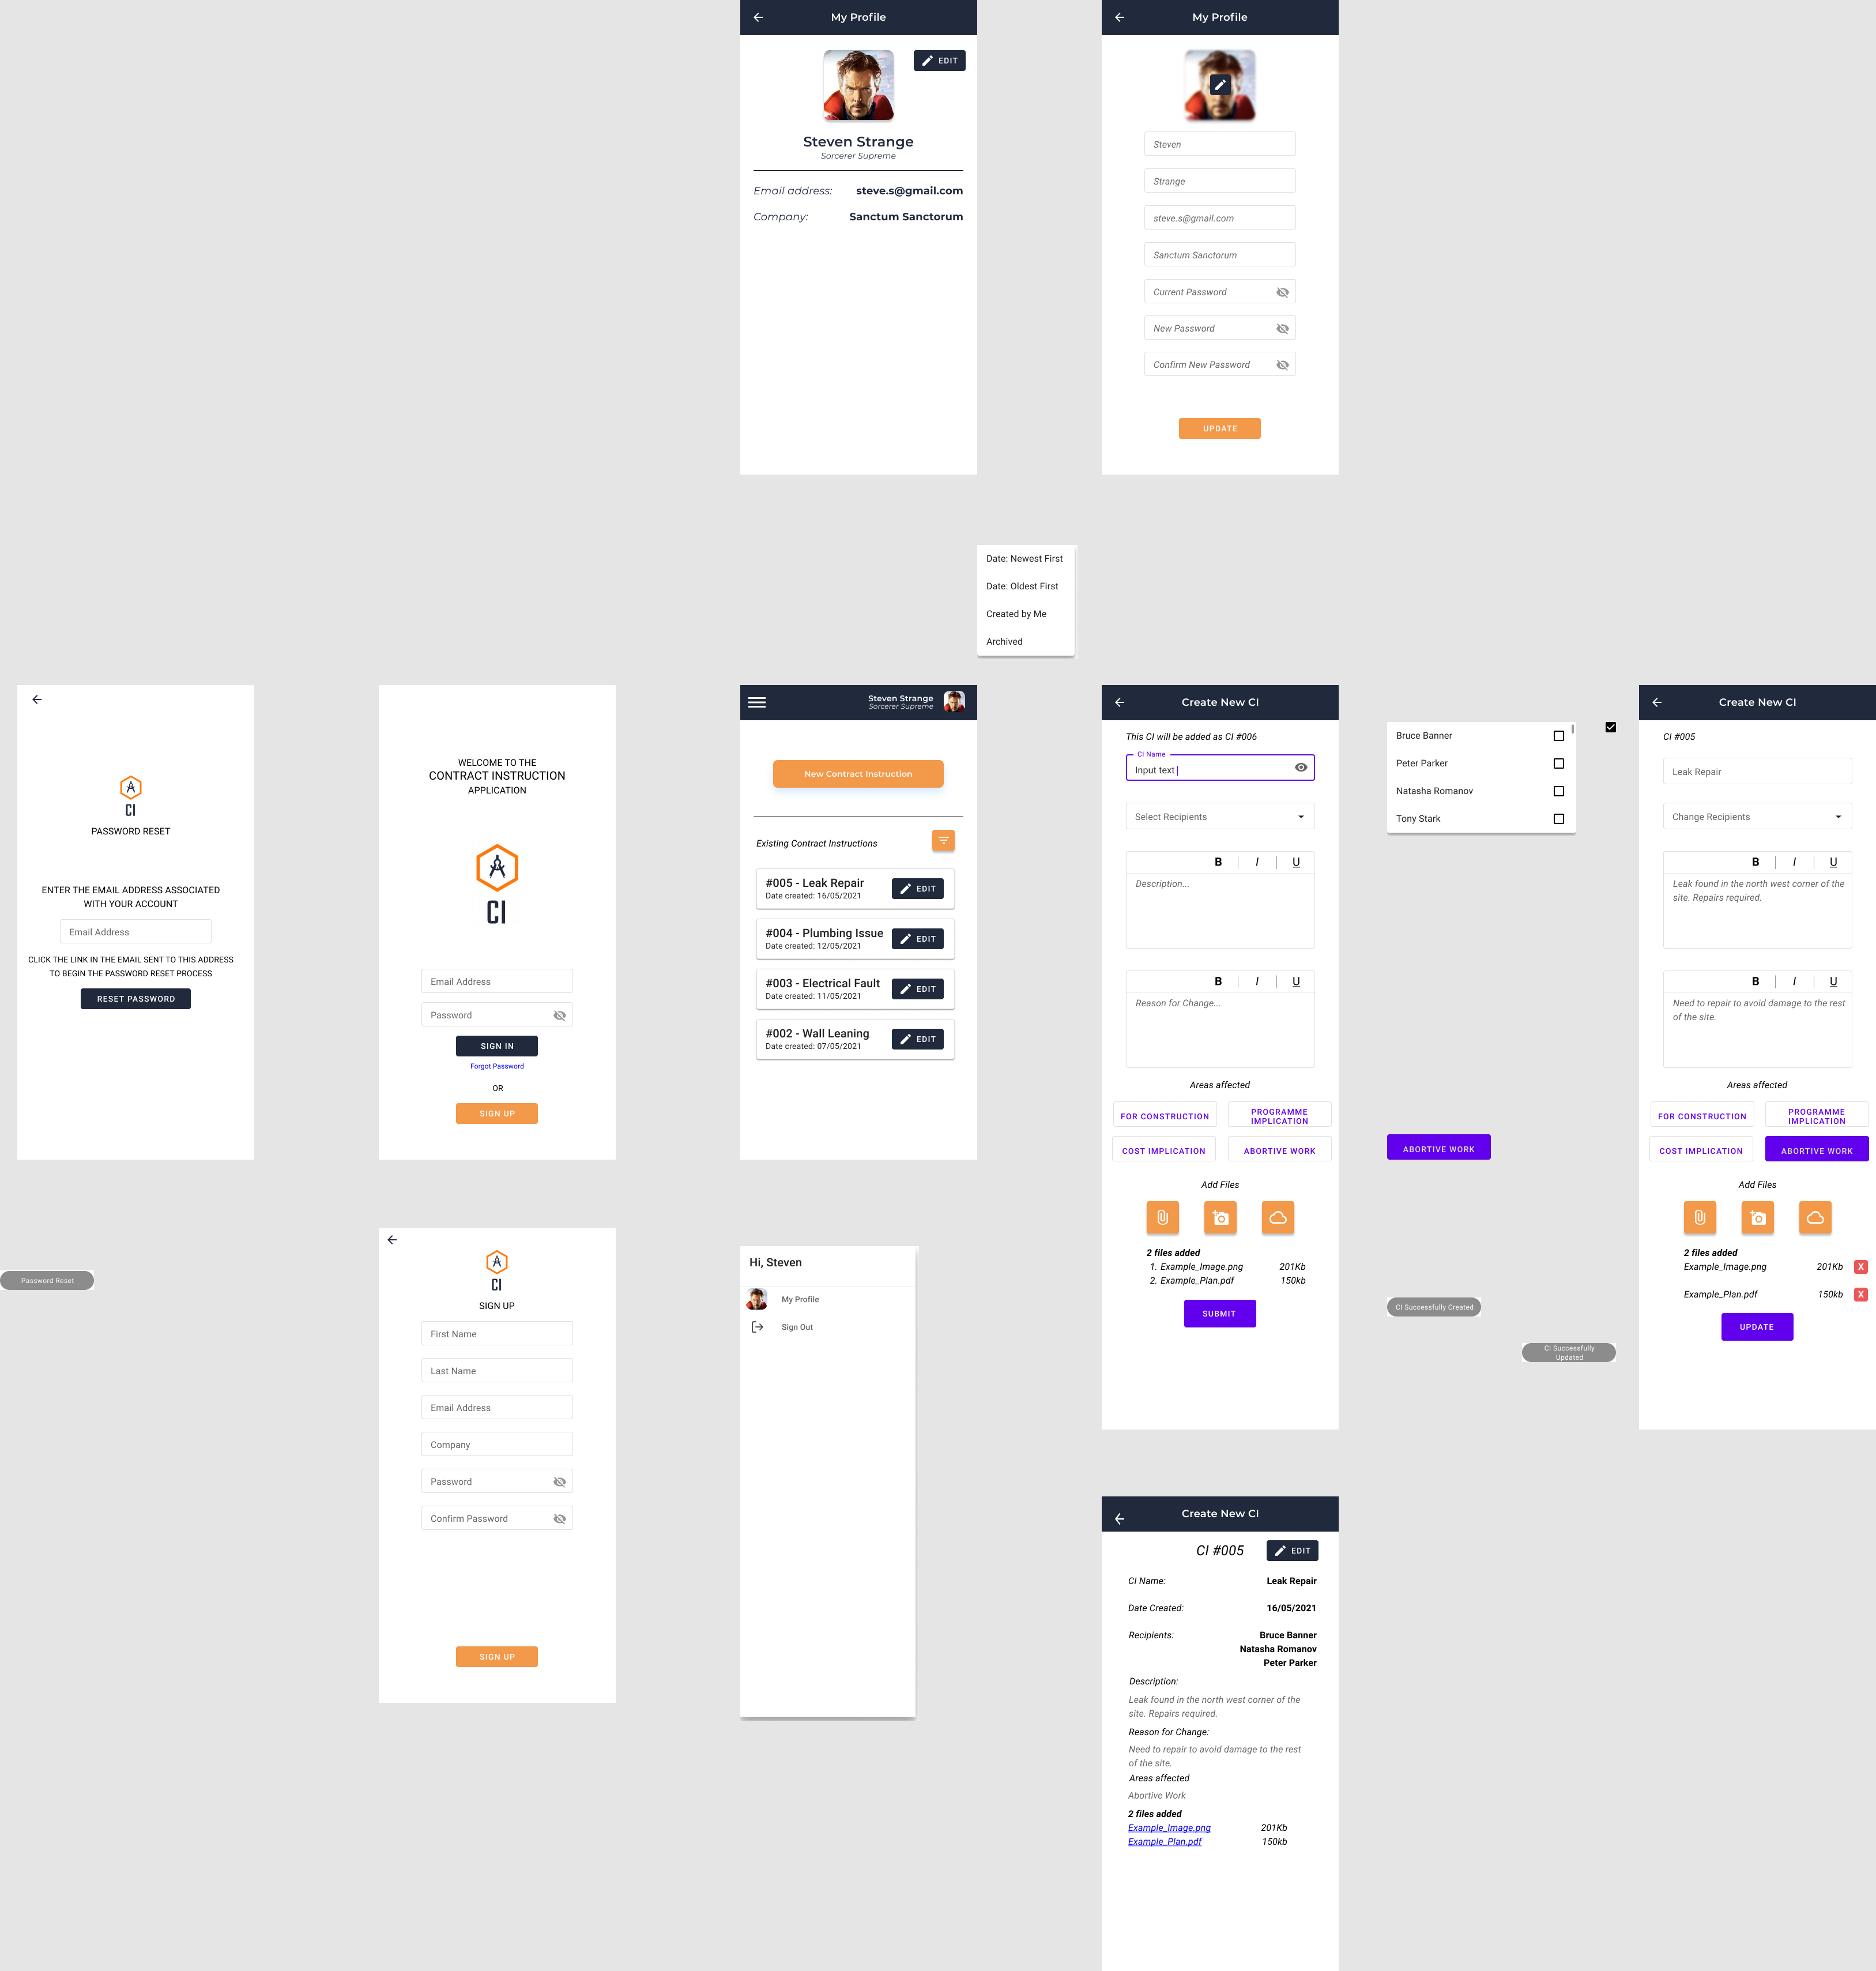 My Profile
EDIT
Steven Strange
Sorcerer Supreme
Email address: steve.s@gmail.com
Company: Sanctum Sanctorum
My Profile
Steven
Strange
steve.s@gmail.com
Sanctum Sanctorum
Current Password
New Password
Confirm New Password
UPDATE
Date: Newest First
Date: Oldest First
Created by Me
Archived
CI
PASSWORD RESET
ENTER THE EMAIL ADDRESS ASSOCIATED
WITH YOUR ACCOUNT
Email Address
CLICK THE LINK IN THE EMAIL SENT TO THIS ADDRESS
TO BEGIN THE PASSWORD RESET PROCESS
RESET PASSWORD
Password Reset
WELCOME TO THE
CONTRACT INSTRUCTION
APPLICATION
CI
Email Address
Password
SIGN IN
Forgot Password
OR
SIGN UP
CI
SIGN UP
First Name
Last Name
Email Address
Company
Password
Confirm Password
SIGN UP
Steven Strange
Sorcerer Supreme
New Contract Instruction
Existing Contract Instructions
#005 - Leak Repair
Date created: 16/05/2021
EDIT
#004 - Plumbing Issue
Date created: 12/05/2021
EDIT
#003 - Electrical Fault
Date created: 11/05/2021
EDIT
#002 - Wall Leaning
Date created: 07/05/2021
EDIT
Hi, Steven
My Profile
Sign Out
Create New CI
This CI will be added as CI #006
CI Name
Input text
Select Recipients
B I U
Description...
B I U
Reason for Change...
Areas affected
FOR CONSTRUCTION
PROGRAMME
IMPLICATION
COST IMPLICATION
ABORTIVE WORK
Add Files
2 files added
1. Example_Image.png 201Kb
2. Example_Plan.pdf 150kb
SUBMIT
Bruce Banner
Peter Parker
Natasha Romanov
Tony Stark
ABORTIVE WORK
CI Successfully Created
CI Successfully
Updated
Create New CI
CI #005
Leak Repair
Change Recipients
B I U
Leak found in the north west corner of the
site. Repairs required.
B I U
Need to repair to avoid damage to the rest
of the site.
Areas affected
FOR CONSTRUCTION
PROGRAMME
IMPLICATION
COST IMPLICATION
ABORTIVE WORK
Add Files
2 files added
Example_Image.png 201Kb X
Example_Plan.pdf 150kb X
UPDATE
Create New CI
CI #005
EDIT
CI Name: Leak Repair
Date Created: 16/05/2021
Recipients: Bruce Banner
Natasha Romanov
Peter Parker
Description:
Leak found in the north west corner of the
site. Repairs required.
Reason for Change:
Need to repair to avoid damage to the rest
of the site.
Areas affected
Abortive Work
2 files added
Example_Image.png 201Kb
Example_Plan.pdf 150kb